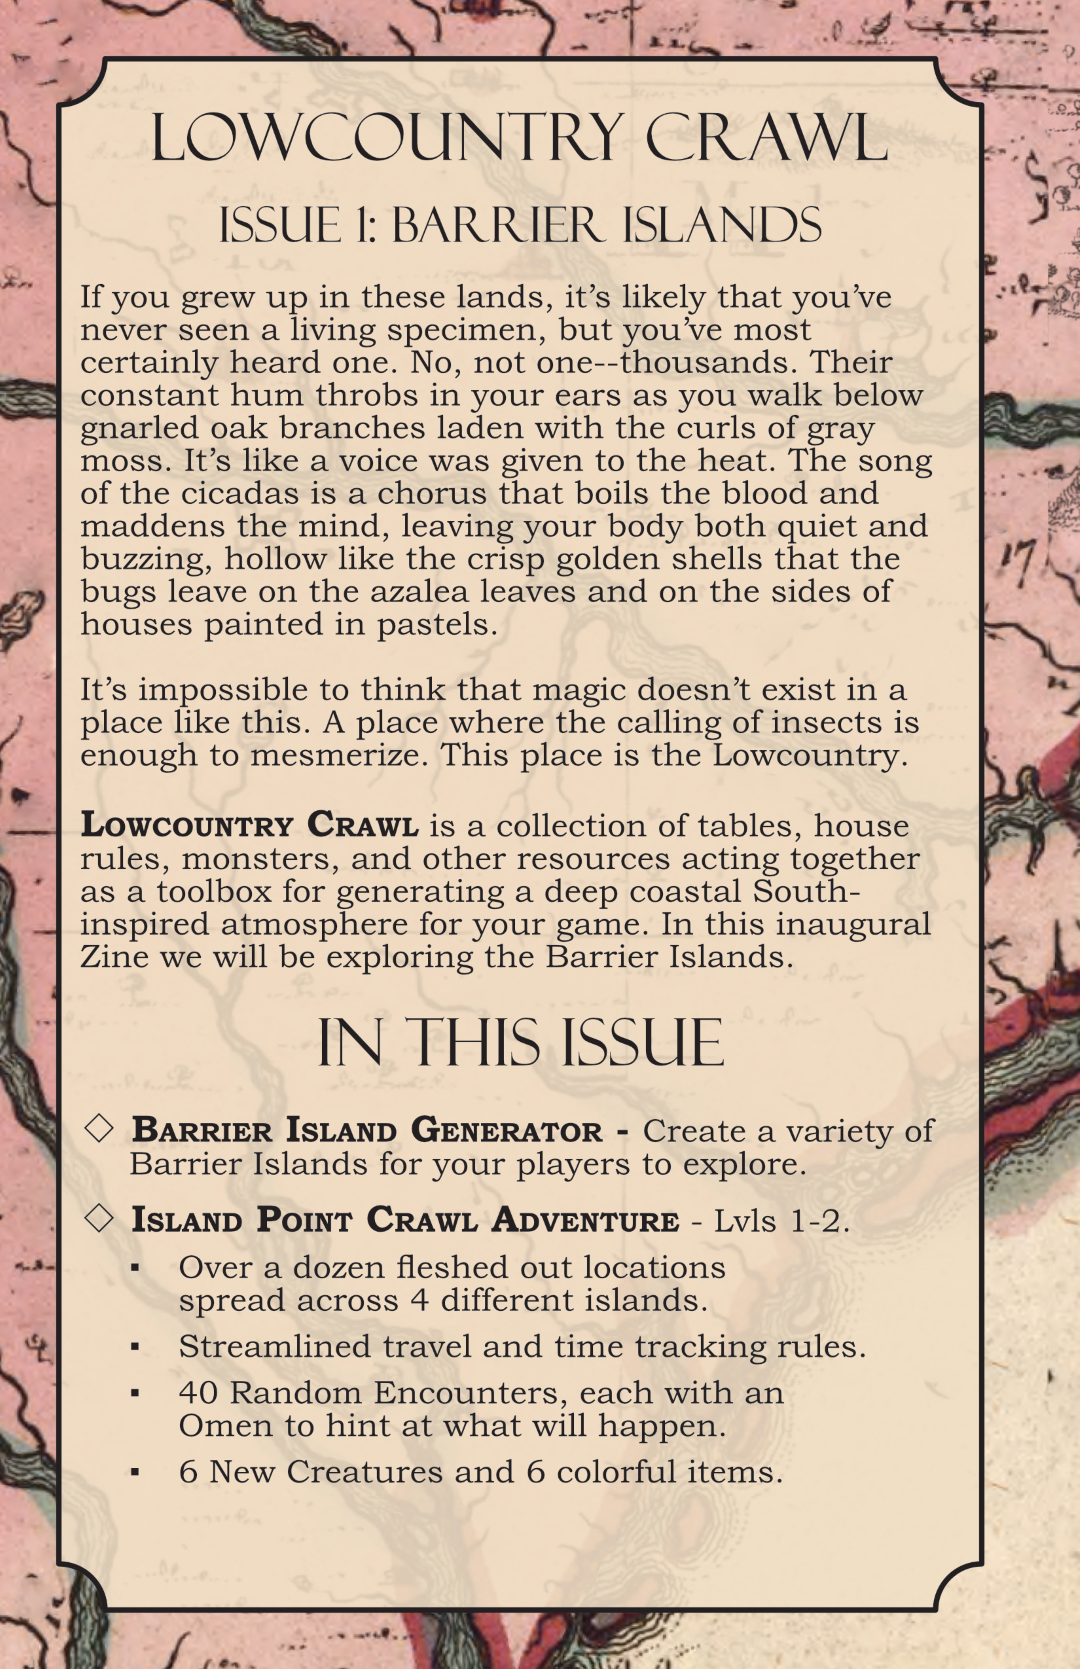 LOWCOUNTRY CRAWL
ISSUE 1: BARRIER ISLANDS
If you grew up in these lands, it's likely that you've
never seen a living specimen, but you've most
certainly heard one. No, not one--thousands. Their
constant hum throbs in your ears as you walk below
gnarled oak branches laden with the curls of gray
moss. It's like a voice was given to the heat. The song
of the cicadas is a chorus that boils the blood and
maddens the mind, leaving your body both quiet and
buzzing, hollow like the crisp golden shells that the
bugs leave on the azalea leaves and on the sides of
houses painted in pastels.
It's impossible to think that magic doesn't exist in a
place like this. A place where the calling of insects is
enough to mesmerize. This place is the Lowcountry.
LOWCOUNTRY CRAWL is a collection of tables, house
rules, monsters, and other resources acting together
as a toolbox for generating a deep coastal South-
inspired atmosphere for your game. In this inaugural
Zine we will be exploring the Barrier Islands.
IN THIS ISSUE
◇ BARRIER ISLAND GENERATOR - Create a variety of
Barrier Islands for your players to explore.
◇ ISLAND POINT CRAWL ADVENTURE - Lvls 1-2.
▪ Over a dozen fleshed out locations
spread across 4 different islands.
▪ Streamlined travel and time tracking rules.
▪ 40 Random Encounters, each with an
Omen to hint at what will happen.
▪ 6 New Creatures and 6 colorful items.
17